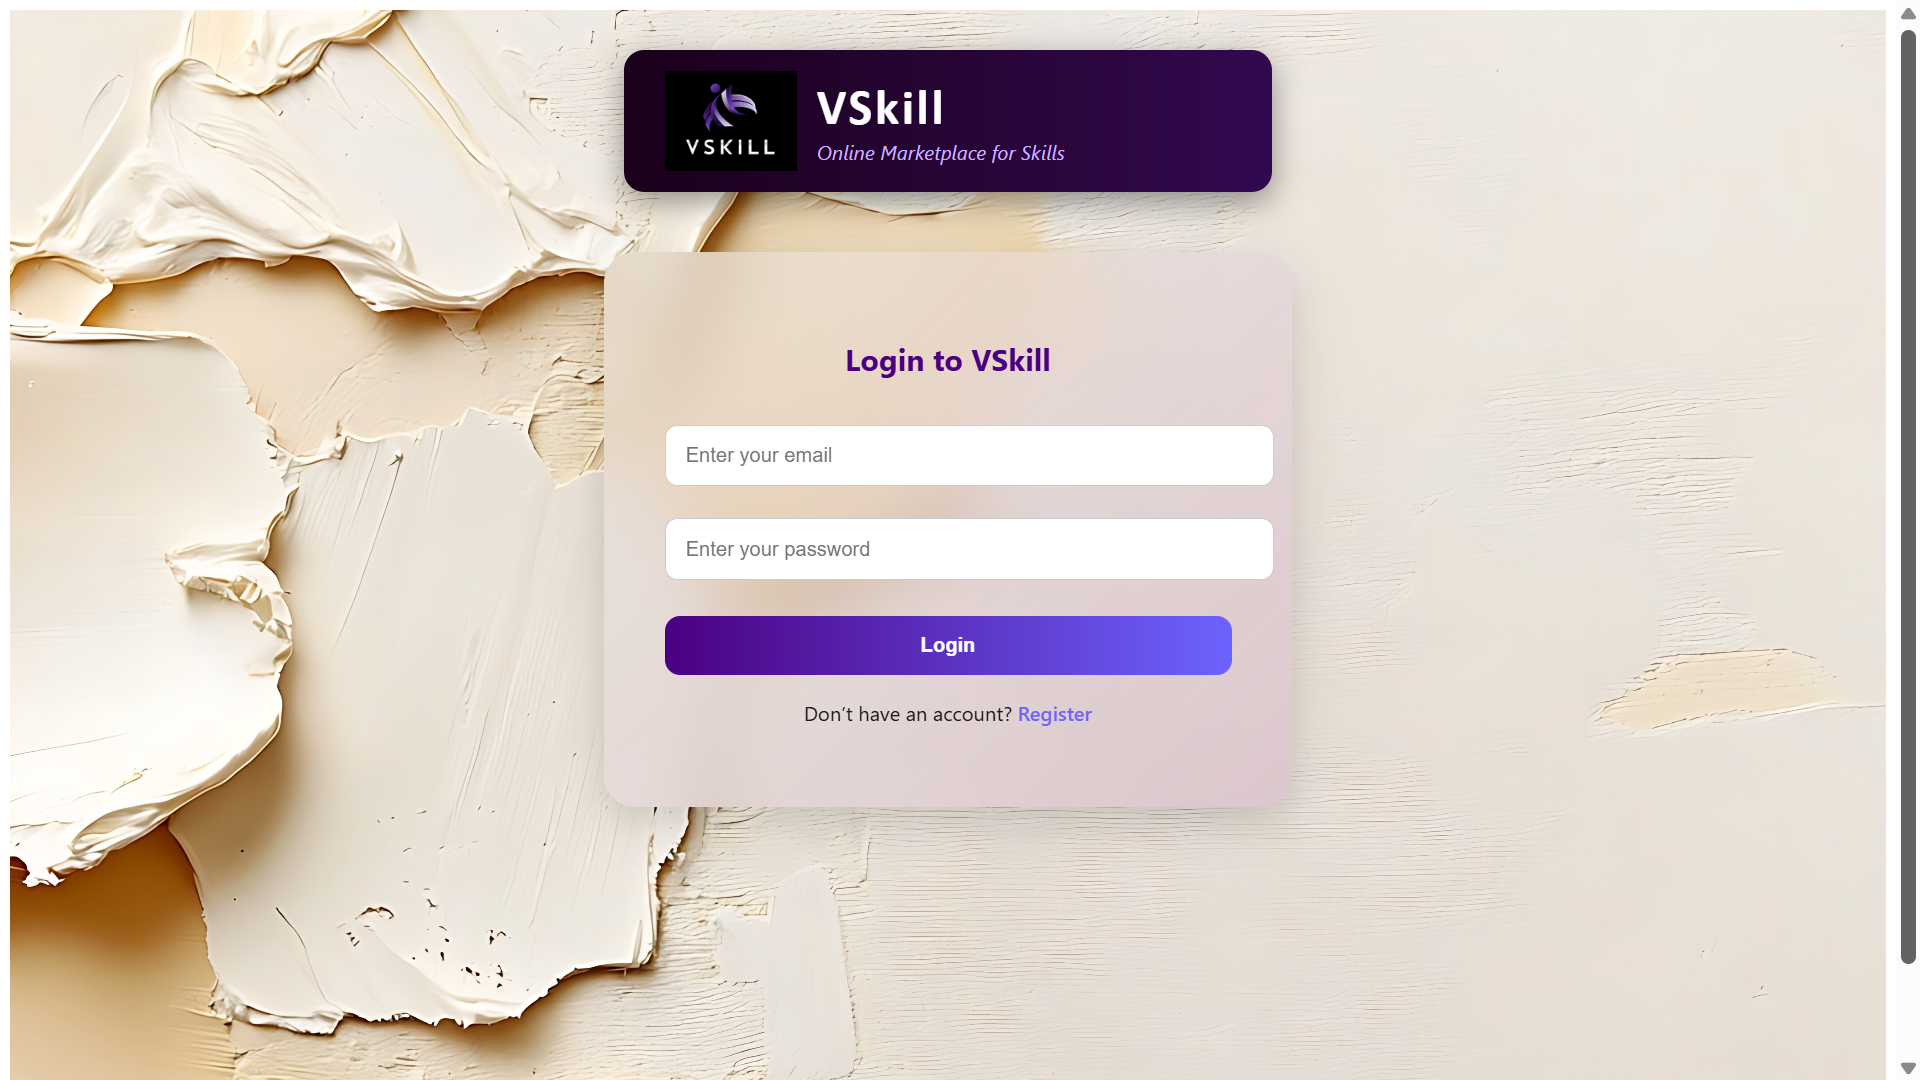 VSKILL
VSkill
Online Marketplace for Skills
Login to VSkill
Enter your email
Enter your password
Login
Don't have an account? Register